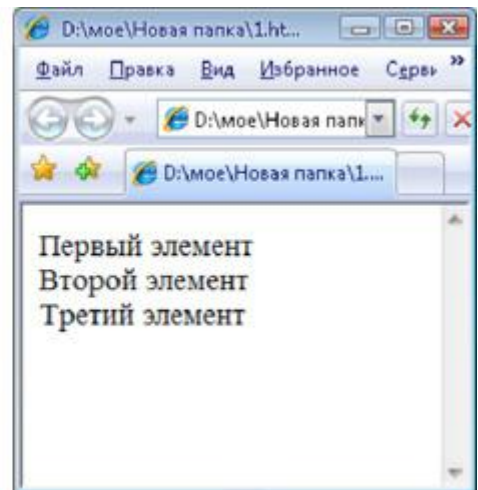 D:\мое\Новая папка\1.ht...
Файл Правка Вид Избранное Серви »
D:\мое\Новая папк
D:\мое\Новая папка\1....
Первый элемент
Второй элемент
Третий элемент